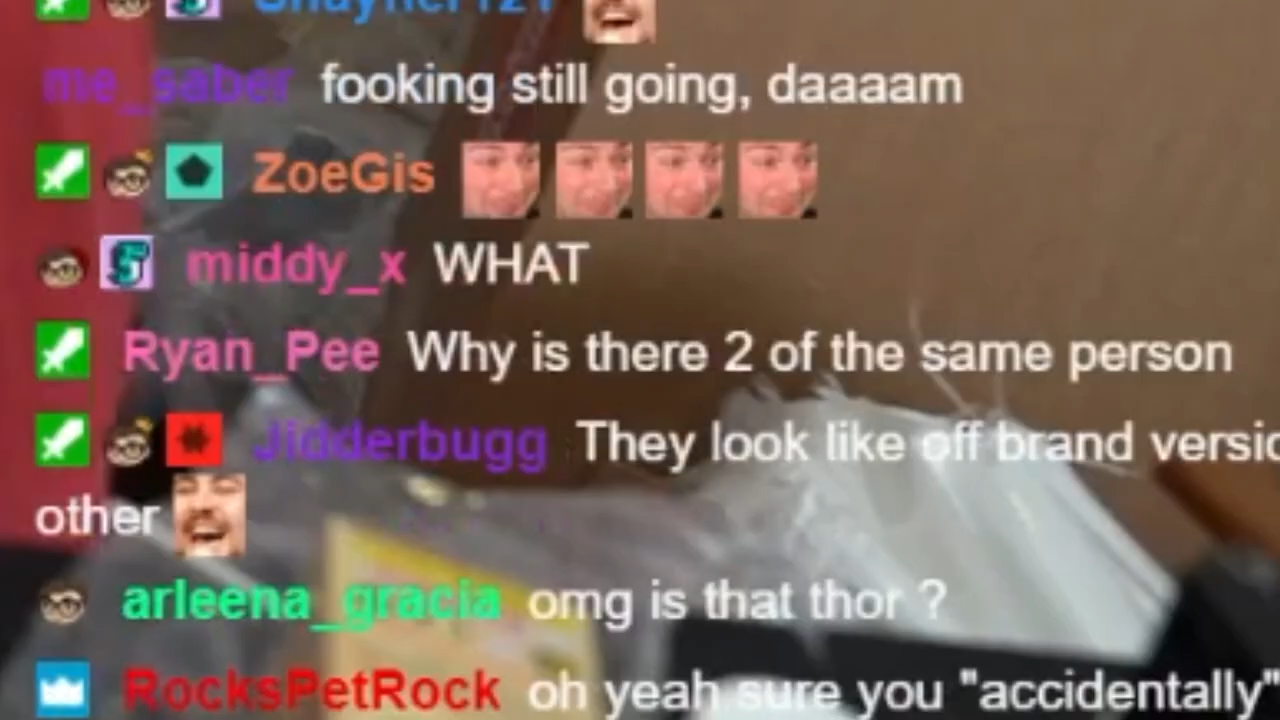 me_saber fooking still going, daaaam
ZoeGis
middy_x WHAT
Ryan_Pee Why is there 2 of the same person
Jidderbugg They look like off brand
other
arleena_gracia omg is that thor ?
RocksPetRock oh yeah sure you "accidentally"